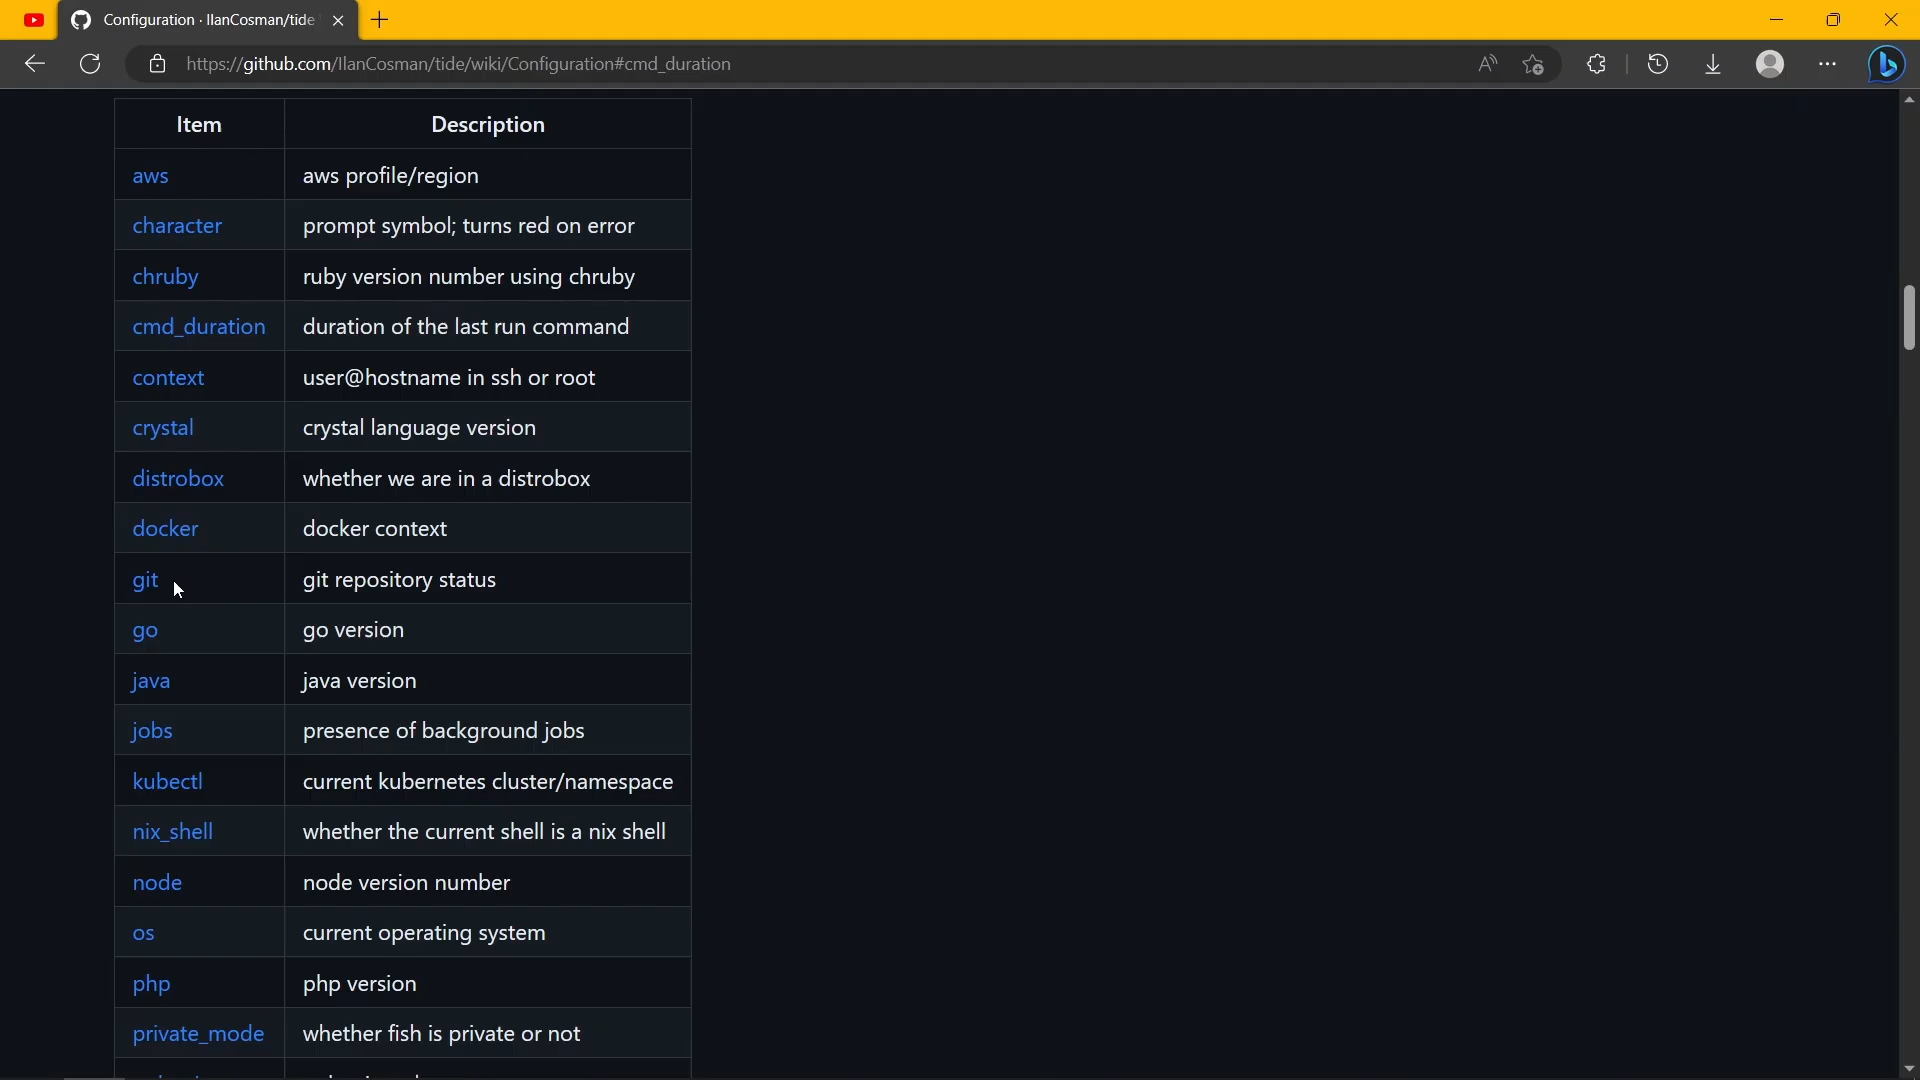 Configuration · IlanCosman/tide
https://github.com/IlanCosman/tide/wiki/Configuration#cmd_duration
Item Description
aws aws profile/region
character prompt symbol; turns red on error
chruby ruby version number using chruby
cmd_duration duration of the last run command
context user@hostname in ssh or root
crystal crystal language version
distrobox whether we are in a distrobox
docker docker context
git git repository status
go go version
java java version
jobs presence of background jobs
kubectl current kubernetes cluster/namespace
nix_shell whether the current shell is a nix shell
node node version number
os current operating system
php php version
private_mode whether fish is private or not